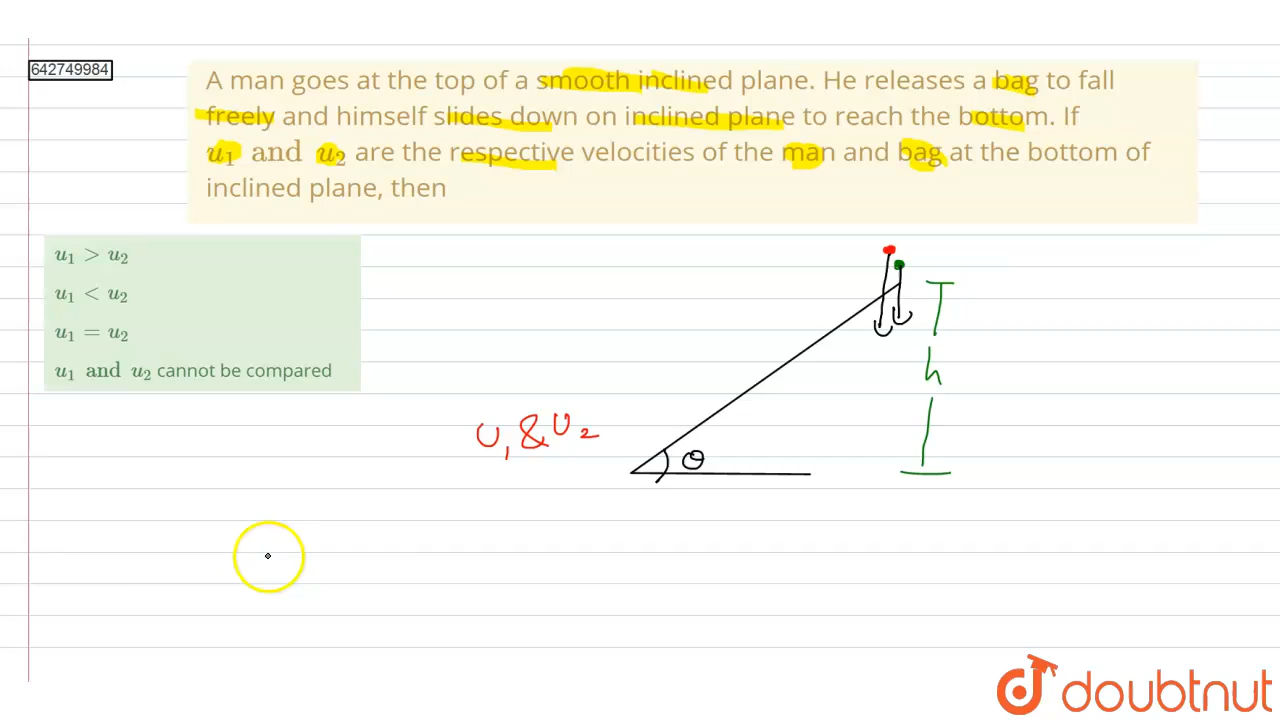 642749984
A man goes at the top of a smooth inclined plane. He releases a bag to fall
freely and himself slides down on inclined plane to reach the bottom. If
u₁ and u₂ are the respective velocities of the man and bag at the bottom of
inclined plane, then
u₁ > u₂
u₁ < u₂
u₁ = u₂
u₁ and u₂ cannot be compared
h
U₁ & U₂
θ
doubtnut